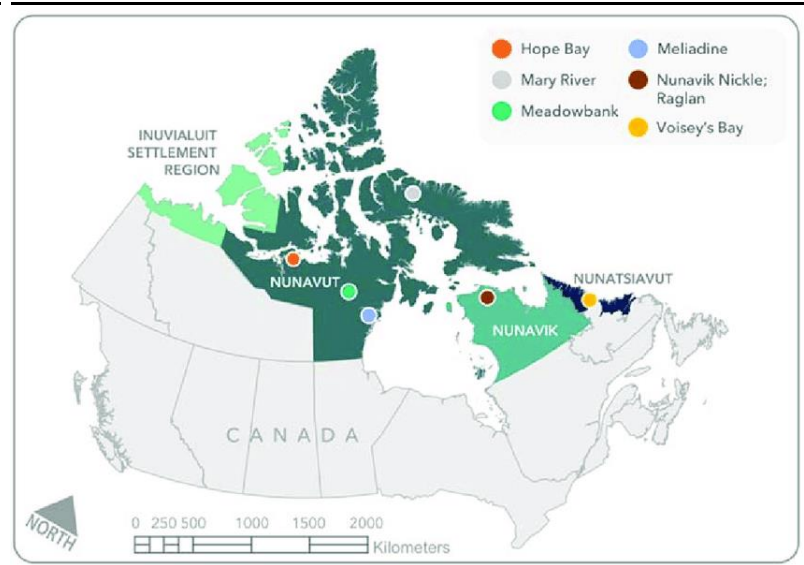 Hope Bay
Mary River
Meadowbank
Meliadine
Nunavik Nickle;
Raglan
Voisey's Bay
INUVIALUIT
SETTLEMENT
REGION
NUNAVUT
NUNATSIAVUT
NUNAVIK
CANADA
NORTH
0 250 500 1000 1500 2000
Kilometers